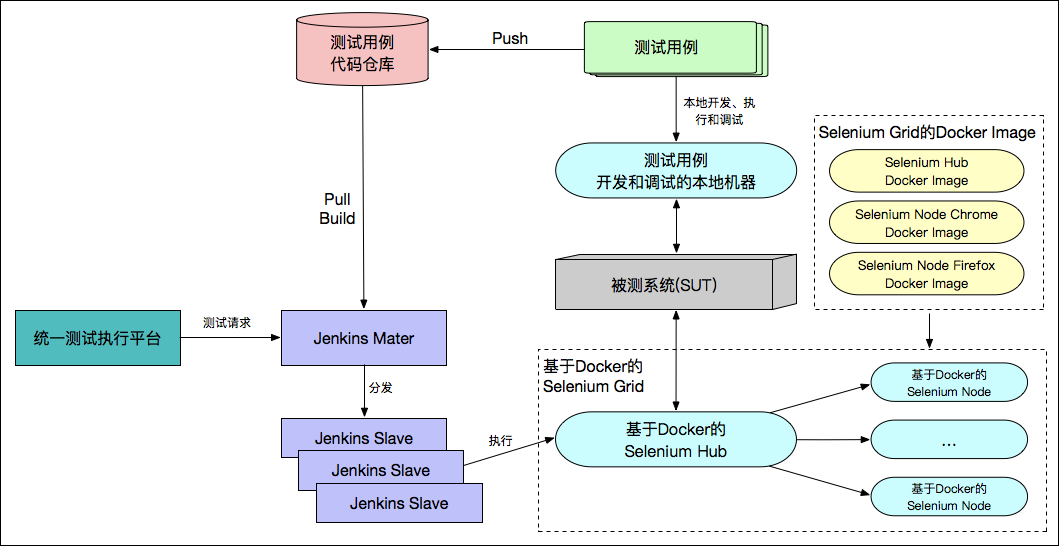 测试用例
代码仓库
Push
测试用例
本地开发、执
行和调试
Selenium Grid的Docker Image
测试用例
开发和调试的本地机器
Selenium Hub
Docker Image
Pull
Build
Selenium Node Chrome
Docker Image
Selenium Node Firefox
Docker Image
被测系统(SUT)
统一测试执行平台
测试请求
Jenkins Mater
基于Docker的
Selenium Grid
分发
基于Docker的
Selenium Node
Jenkins Slave
执行
基于Docker的
Selenium Hub
...
Jenkins Slave
Jenkins Slave
基于Docker的
Selenium Node